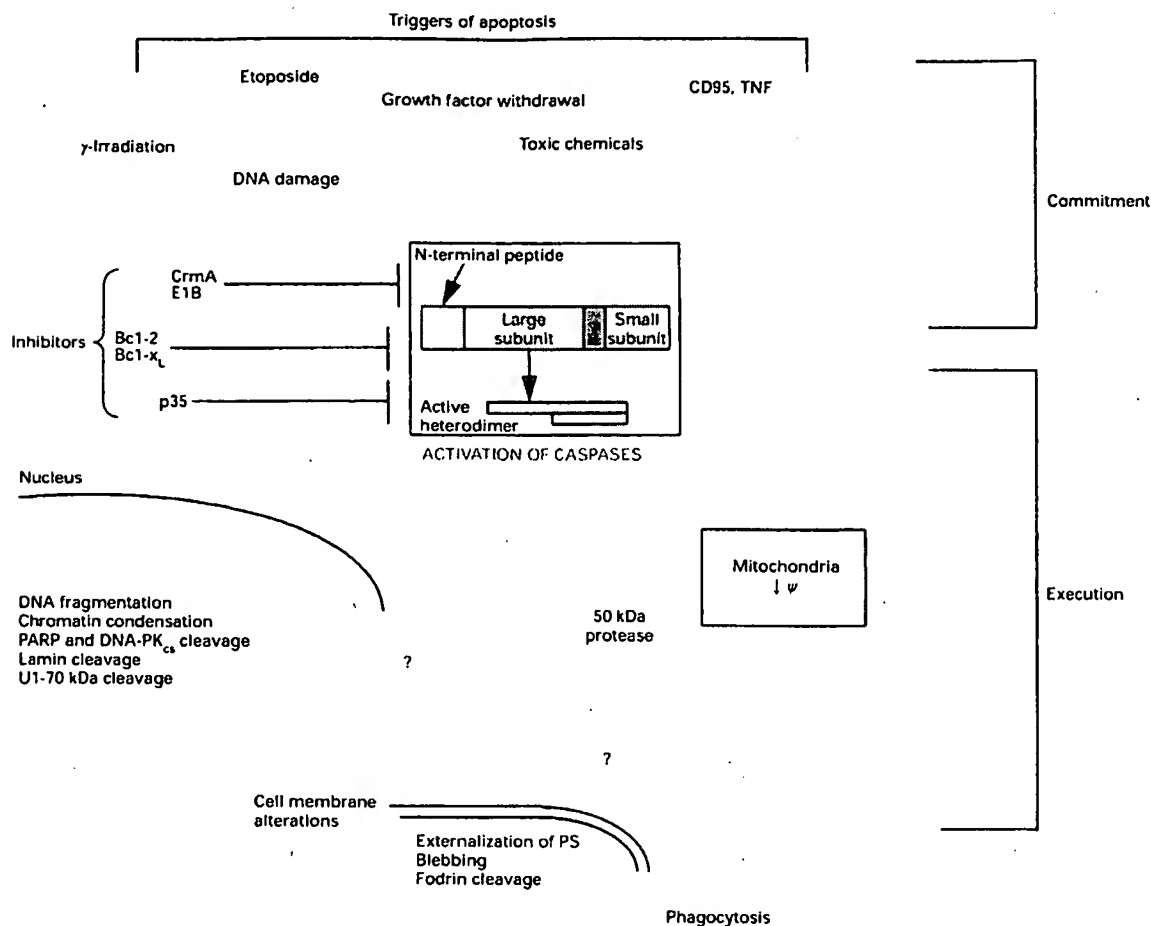 Triggers of apoptosis
Etoposide
CD95, TNF
Growth factor withdrawal
γ-Irradiation
Toxic chemicals
DNA damage
Commitment
N-terminal peptide
CrmA
E1B
Large
subunit
Small
subunit
Inhibitors
Bc1-2
Bc1-xL
p35
Active
heterodimer
ACTIVATION OF CASPASES
Nucleus
Mitochondria
↓ ψ
Execution
DNA fragmentation
Chromatin condensation
PARP and DNA-PKcs cleavage
Lamin cleavage
U1-70 kDa cleavage
50 kDa
protease
?
?
Cell membrane
alterations
Externalization of PS
Blebbing
Fodrin cleavage
Phagocytosis